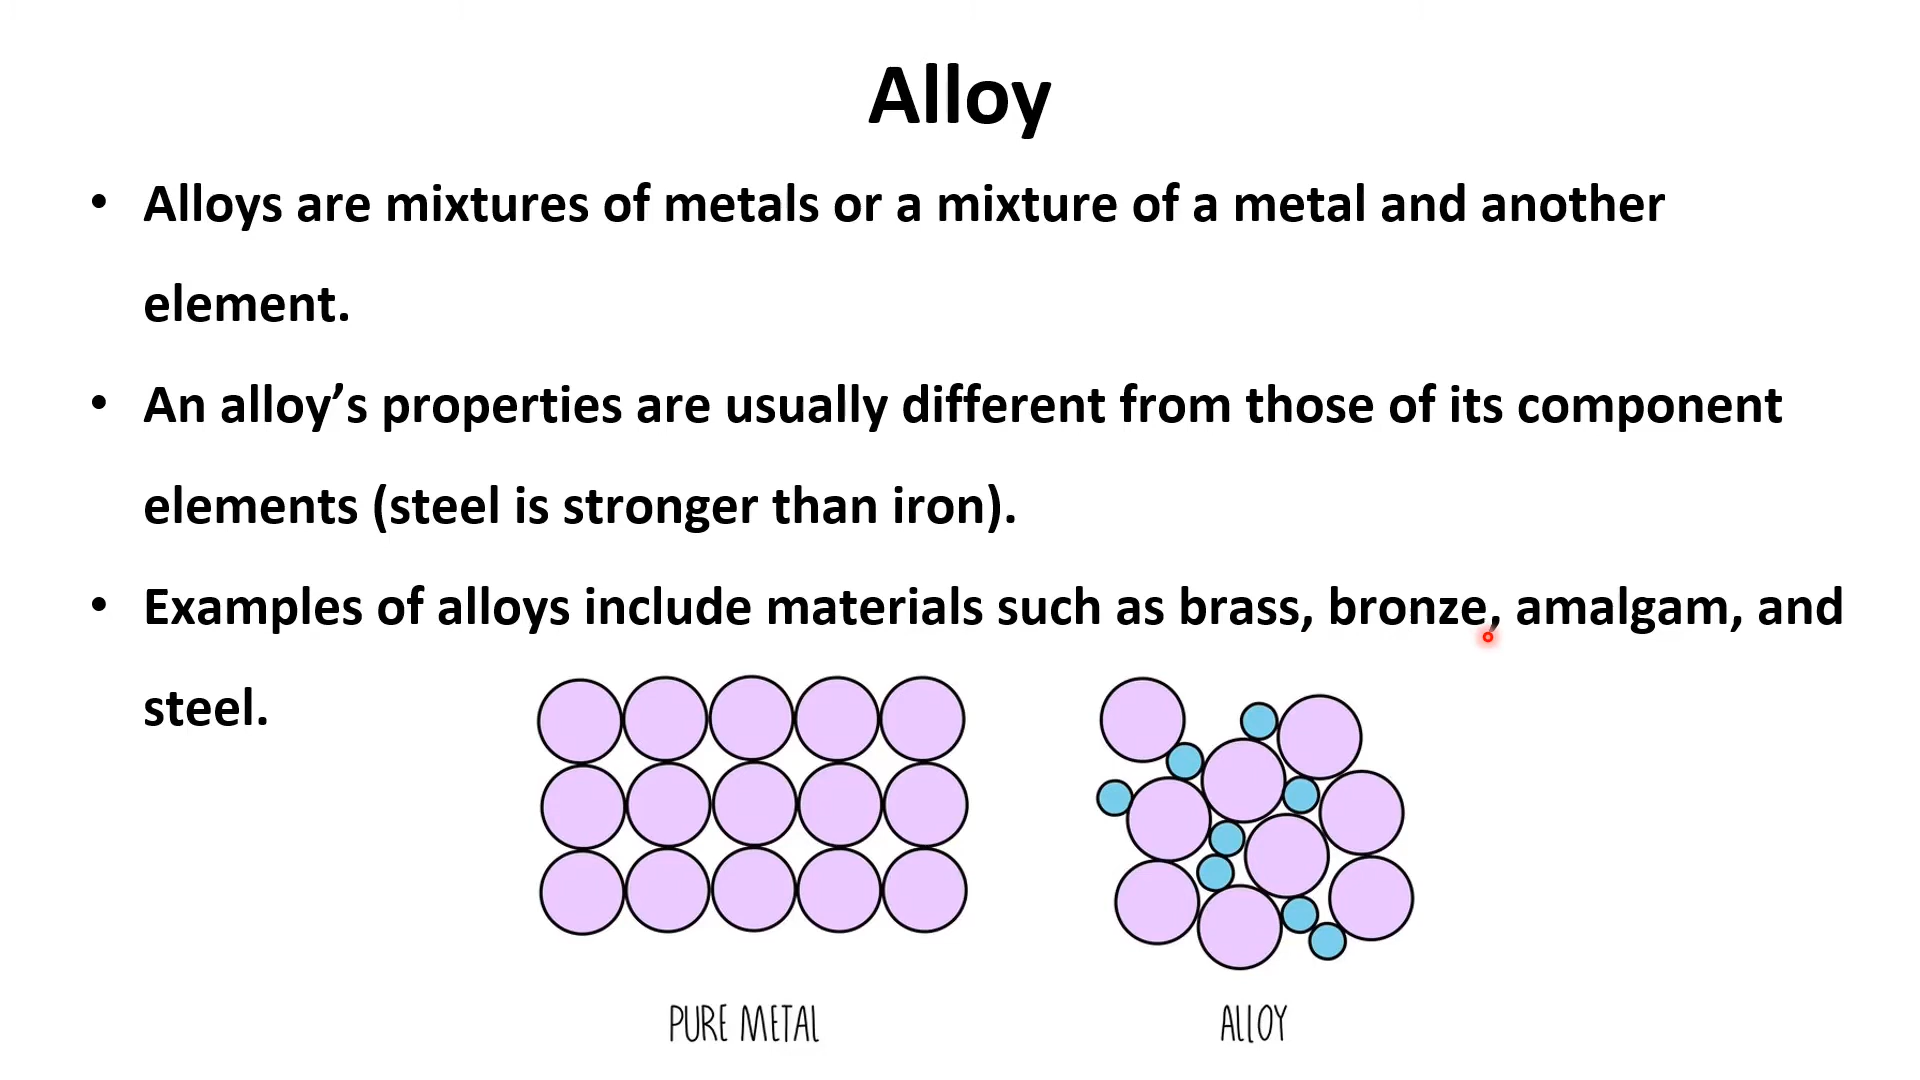 Alloy
• Alloys are mixtures of metals or a mixture of a metal and another
element.
• An alloy’s properties are usually different from those of its component
elements (steel is stronger than iron).
• Examples of alloys include materials such as brass, bronze, amalgam, and
steel.
PURE METAL
ALLOY